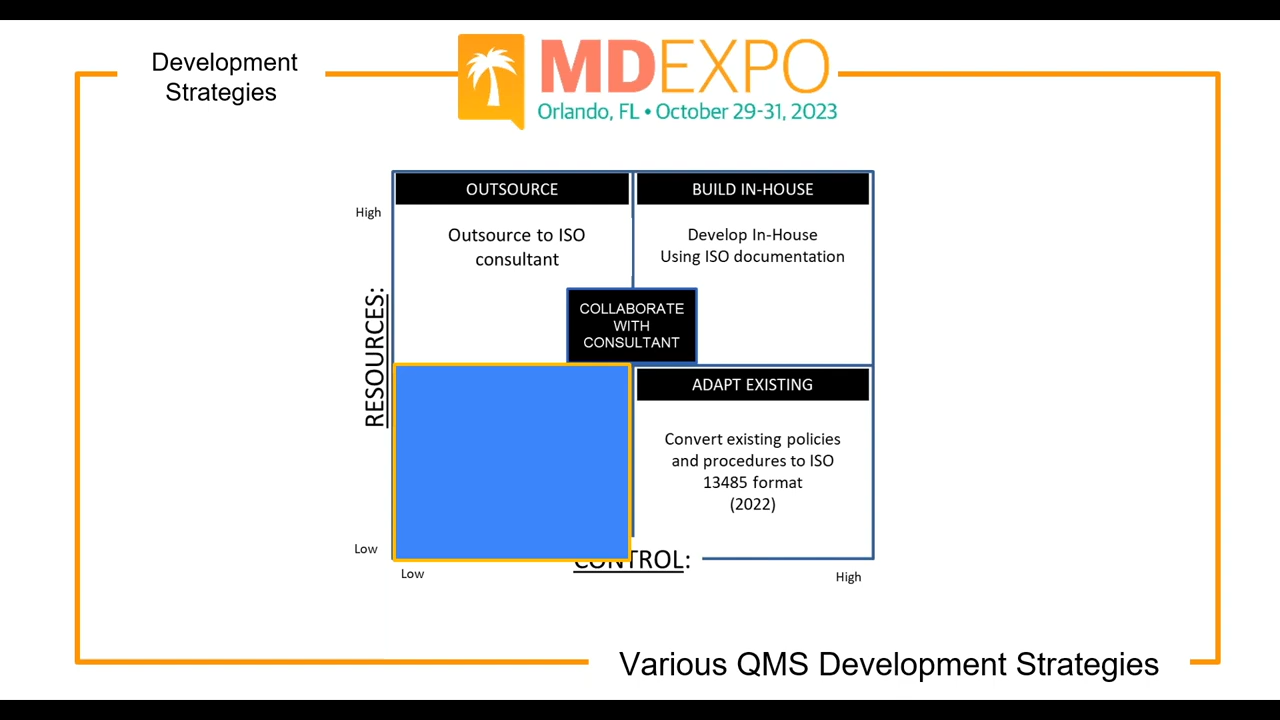 Development
Strategies
MDEXPO
Orlando, FL • October 29-31, 2023
OUTSOURCE
BUILD IN-HOUSE
High
Outsource to ISO
consultant
Develop In-House
Using ISO documentation
COLLABORATE
WITH
CONSULTANT
RESOURCES:
ADAPT EXISTING
Convert existing policies
and procedures to ISO
13485 format
(2022)
Low
CONTROL:
Low
High
Various QMS Development Strategies